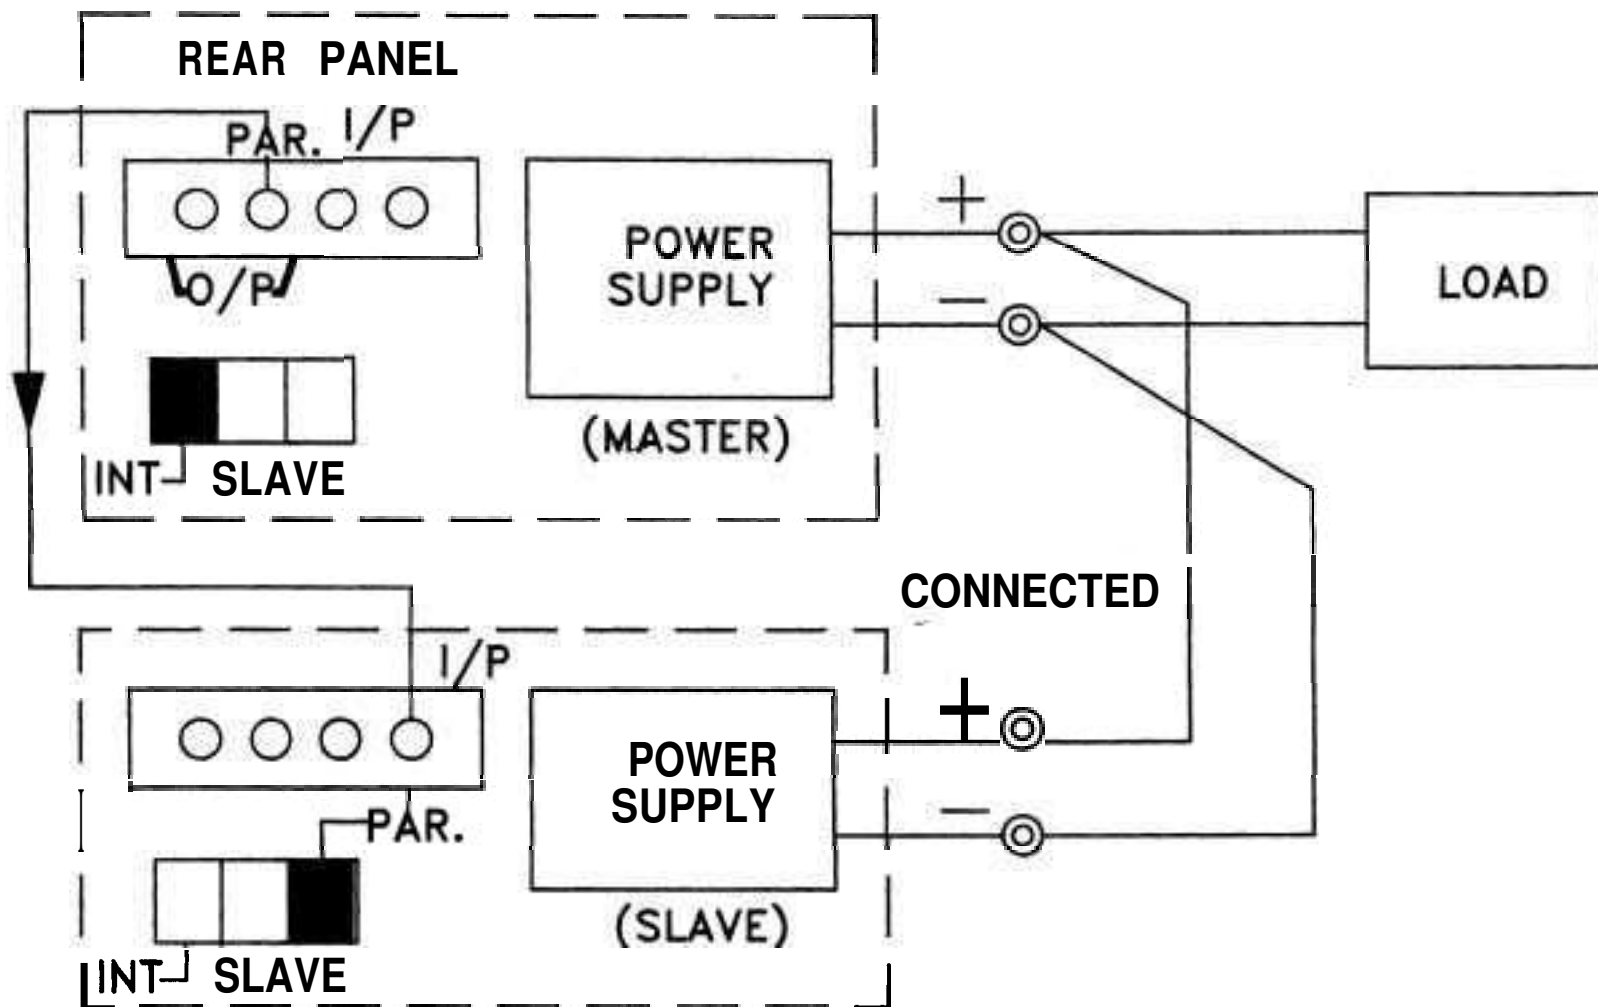 REAR PANEL
PAR. I/P
O/P
POWER
SUPPLY
(MASTER)
+
−
LOAD
INT SLAVE
CONNECTED
I/P
PAR.
POWER
SUPPLY
(SLAVE)
+
−
INT SLAVE